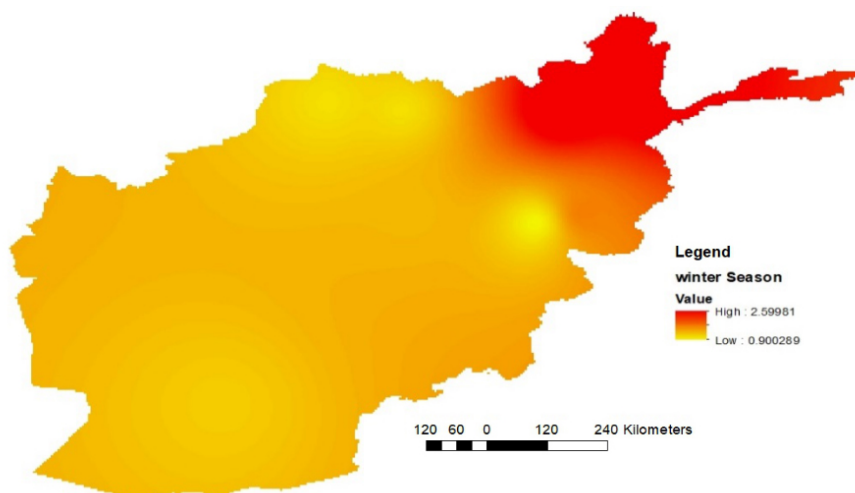 Legend
winter Season
Value
High : 2.59981
Low : 0.900289
120 60 0 120 240 Kilometers